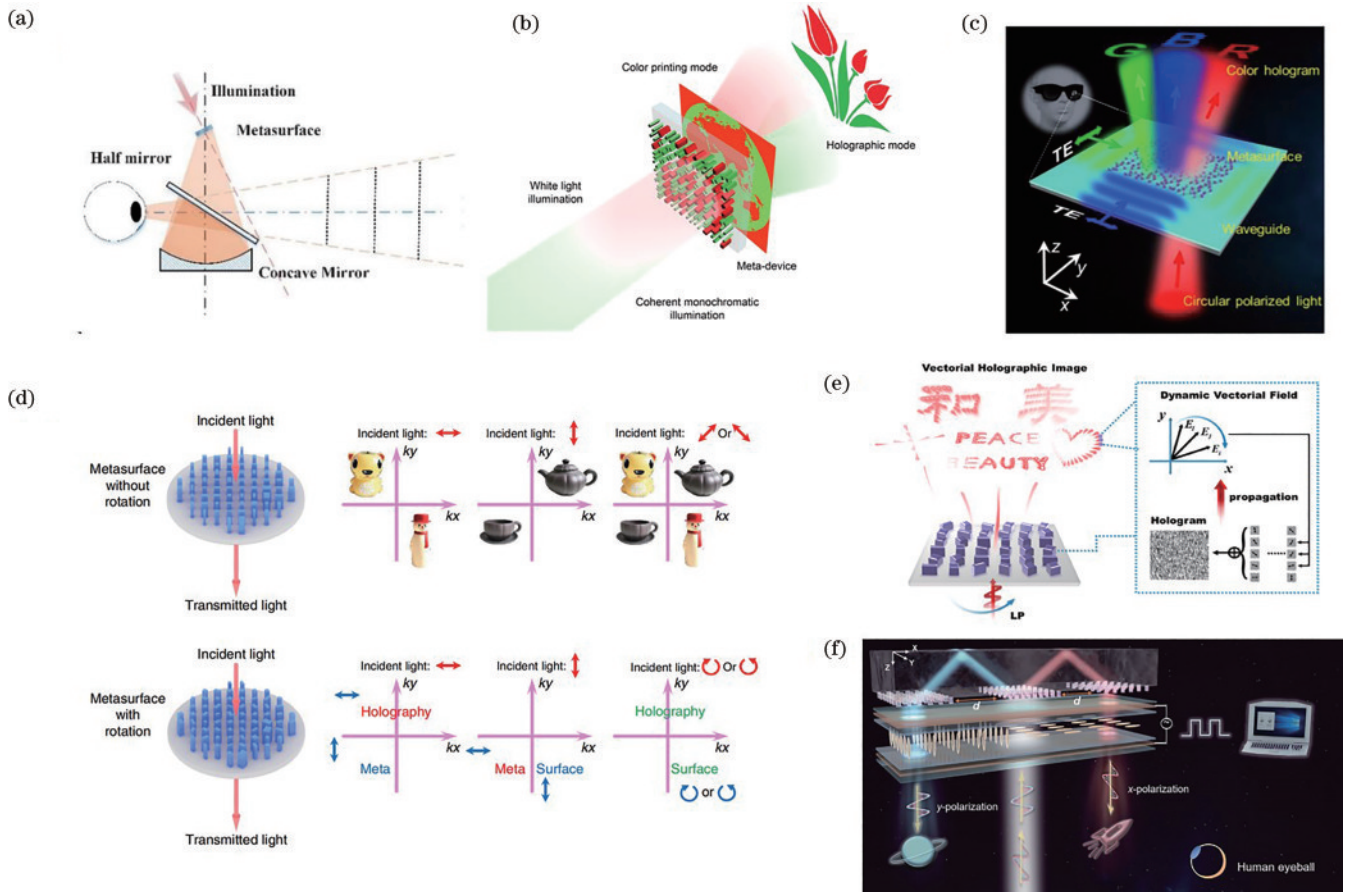 (a)
Illumination
Metasurface
Half mirror
Concave Mirror
(b)
Color printing mode
Holographic mode
White light
illumination
Meta-device
Coherent monochromatic
illumination
(c)
G B R
Color hologram
TE
Metasurface
TE
Waveguide
z
y
x
Circular polarized light
(d)
Incident light
Metasurface
without
rotation
Transmitted light
Incident light:
ky
kx
Incident light:
ky
kx
Incident light: Or
ky
kx
Incident light
Metasurface
with
rotation
Transmitted light
Incident light:
ky
Holography
kx
Meta
Incident light:
ky
kx
Meta Surface
Incident light: Or
ky
Holography
kx
Surface
or
(e)
Vectorial Holographic Image
和 美
PEACE
BEAUTY
LP
Dynamic Vectorial Field
y
x
propagation
Hologram
(f)
X
Y
Z
d
d
y-polarization
x-polarization
Human eyeball